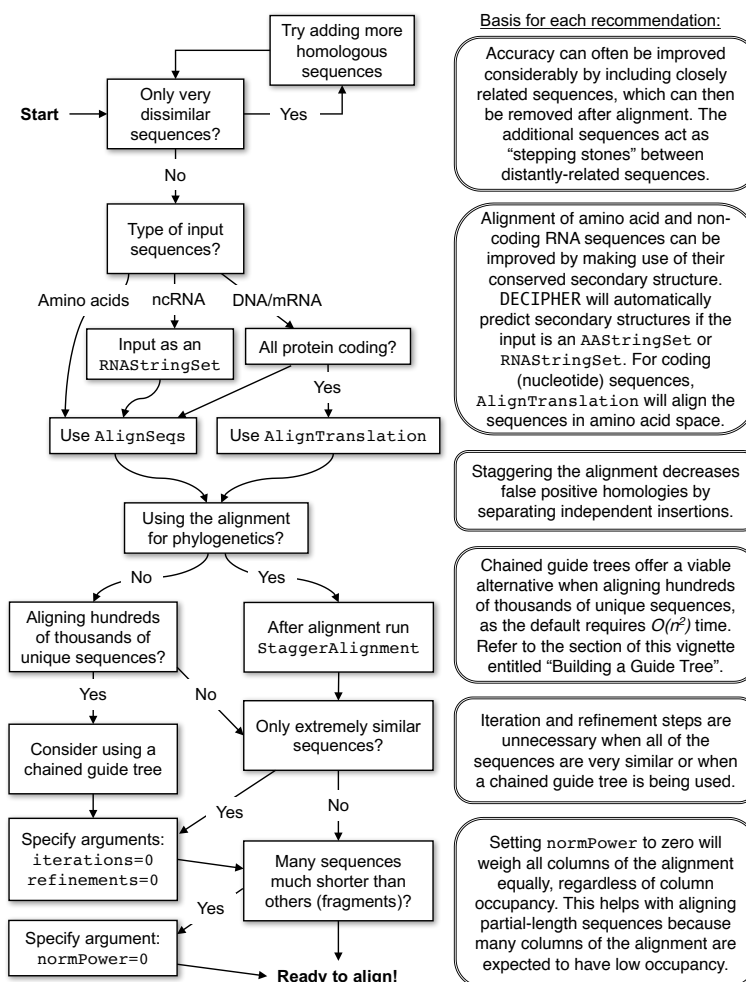 Basis for each recommendation:
Try adding more
homologous
sequences
Start
Only very
dissimilar
sequences?
Yes
Accuracy can often be improved
considerably by including closely
related sequences, which can then
be removed after alignment. The
additional sequences act as
“stepping stones” between
distantly-related sequences.
No
Type of input
sequences?
Amino acids
ncRNA
DNA/mRNA
Input as an
RNAStringSet
All protein coding?
Yes
Use AlignSeqs
Use AlignTranslation
Alignment of amino acid and non-
coding RNA sequences can be
improved by making use of their
conserved secondary structure.
DECIPHER will automatically
predict secondary structures if the
input is an AAStringSet or
RNAStringSet. For coding
(nucleotide) sequences,
AlignTranslation will align the
sequences in amino acid space.
Using the alignment
for phylogenetics?
Staggering the alignment decreases
false positive homologies by
separating independent insertions.
No
Yes
Aligning hundreds
of thousands of
unique sequences?
After alignment run
StaggerAlignment
Chained guide trees offer a viable
alternative when aligning hundreds
of thousands of unique sequences,
as the default requires O(n²) time.
Refer to the section of this vignette
entitled “Building a Guide Tree”.
Yes
No
Consider using a
chained guide tree
Only extremely similar
sequences?
Iteration and refinement steps are
unnecessary when all of the
sequences are very similar or when
a chained guide tree is being used.
Yes
No
Specify arguments:
iterations=0
refinements=0
Many sequences
much shorter than
others (fragments)?
Yes
Specify argument:
normPower=0
Ready to align!
Setting normPower to zero will
weigh all columns of the alignment
equally, regardless of column
occupancy. This helps with aligning
partial-length sequences because
many columns of the alignment are
expected to have low occupancy.